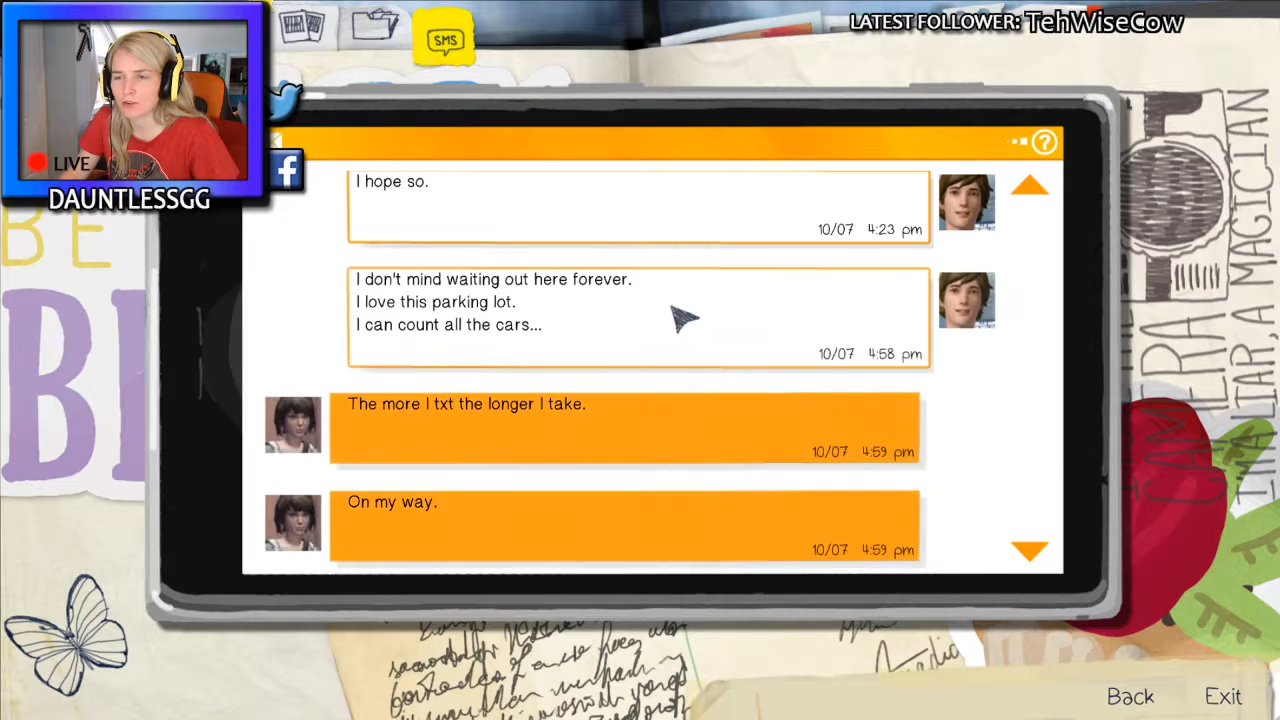 LATEST FOLLOWER: TehWiseCow
SMS
LIVE
DAUNTLESSGG
I hope so.
10/07 4:23 pm
I don't mind waiting out here forever.
I love this parking lot.
I can count all the cars...
10/07 4:58 pm
The more I txt the longer I take.
10/07 4:59 pm
On my way.
10/07 4:59 pm
?
BE
Back
Exit